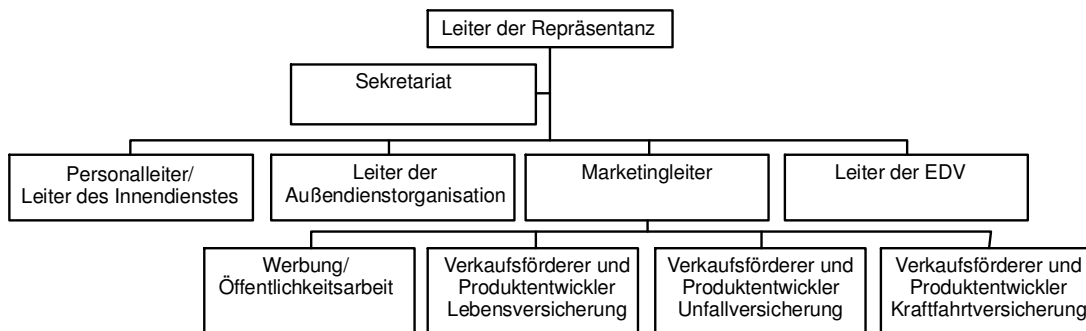 Leiter der Repräsentanz
Sekretariat
Personalleiter/
Leiter des Innendienstes
Leiter der
Außendienstorganisation
Marketingleiter
Leiter der EDV
Werbung/
Öffentlichkeitsarbeit
Verkaufsförderer und
Produktentwickler
Lebensversicherung
Verkaufsförderer und
Produktentwickler
Unfallversicherung
Verkaufsförderer und
Produktentwickler
Kraftfahrtversicherung